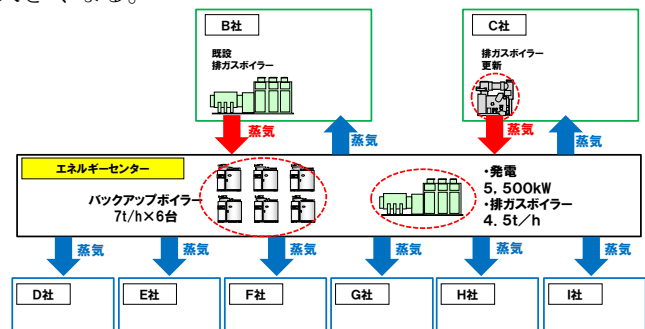 B社
既設
排ガスボイラー
C社
排ガスボイラー
更新
蒸気
蒸気
蒸気
蒸気
エネルギーセンター
バックアップボイラー
7t/h×6台
・発電
5.500kW
・排ガスボイラー
4.5t/h
蒸気
蒸気
蒸気
蒸気
蒸気
蒸気
D社
E社
F社
G社
H社
I社